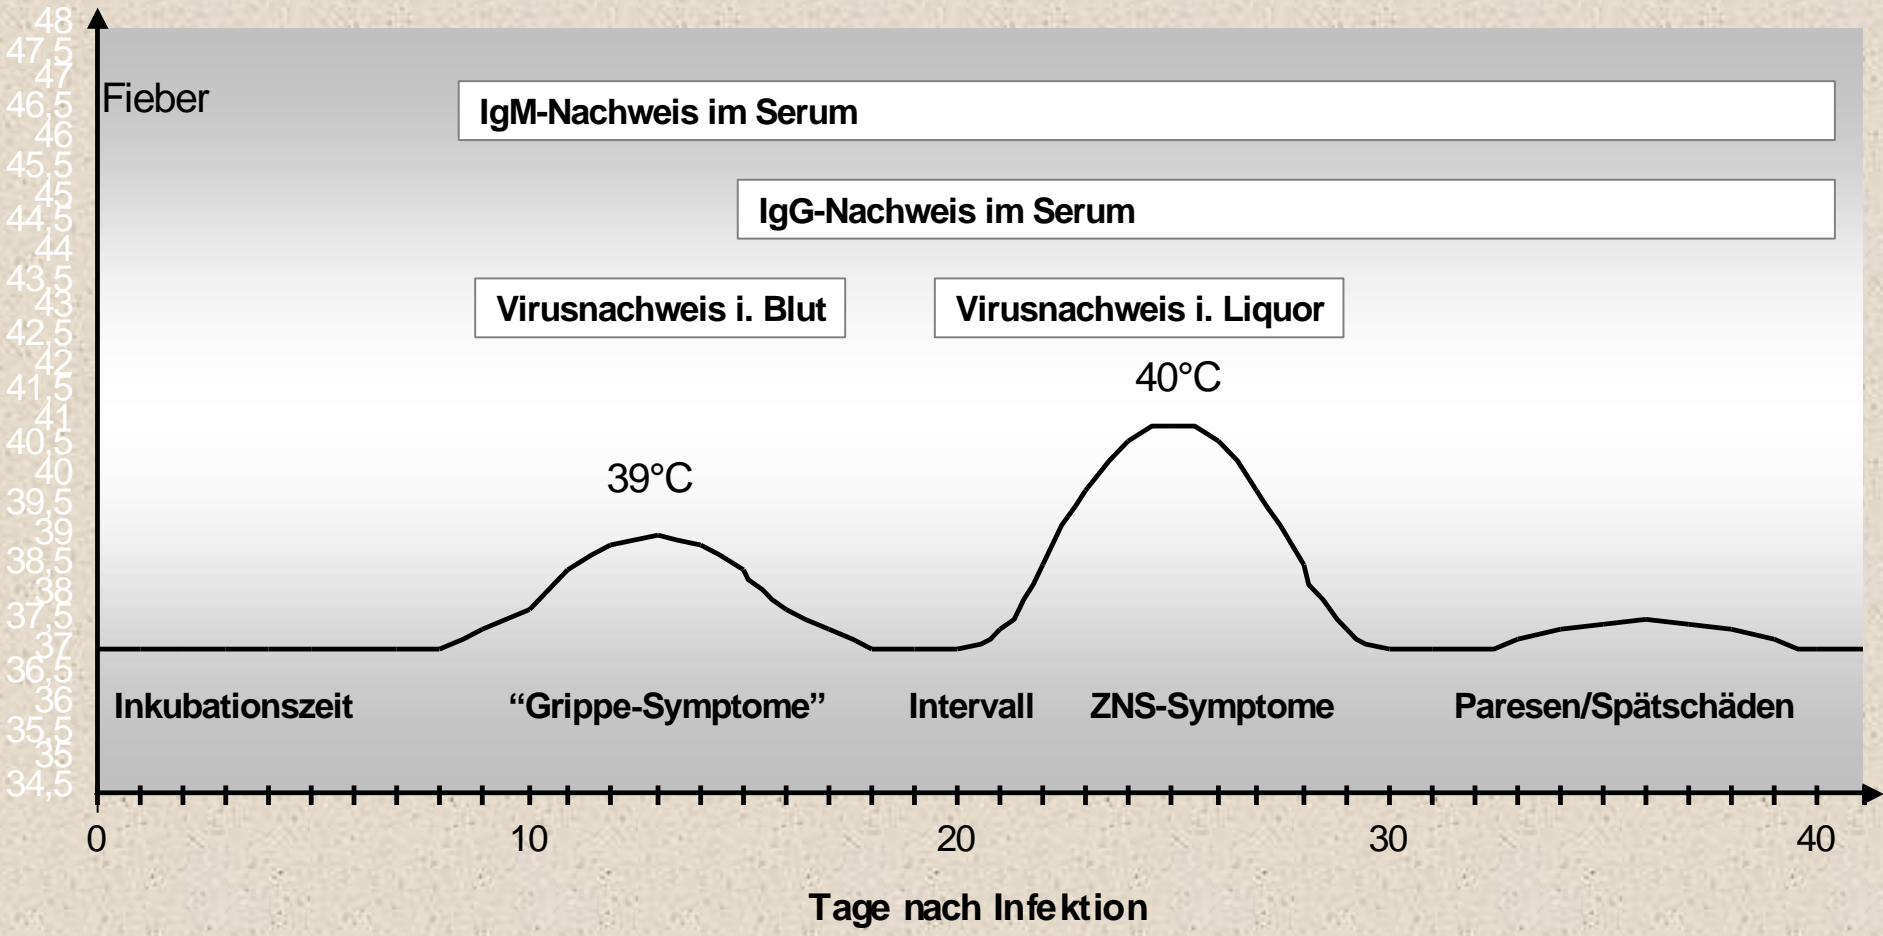 48
47,5
47
46,5
46
45,5
45
44,5
44
43,5
43
42,5
42
41,5
41
40,5
40
39,5
39
38,5
38
37,5
37
36,5
36
35,5
35
34,5
Fieber
IgM-Nachweis im Serum
IgG-Nachweis im Serum
Virusnachweis i. Blut
Virusnachweis i. Liquor
40°C
39°C
Inkubationszeit
“Grippe-Symptome”
Intervall
ZNS-Symptome
Paresen/Spätschäden
0
10
20
30
40
Tage nach Infektion